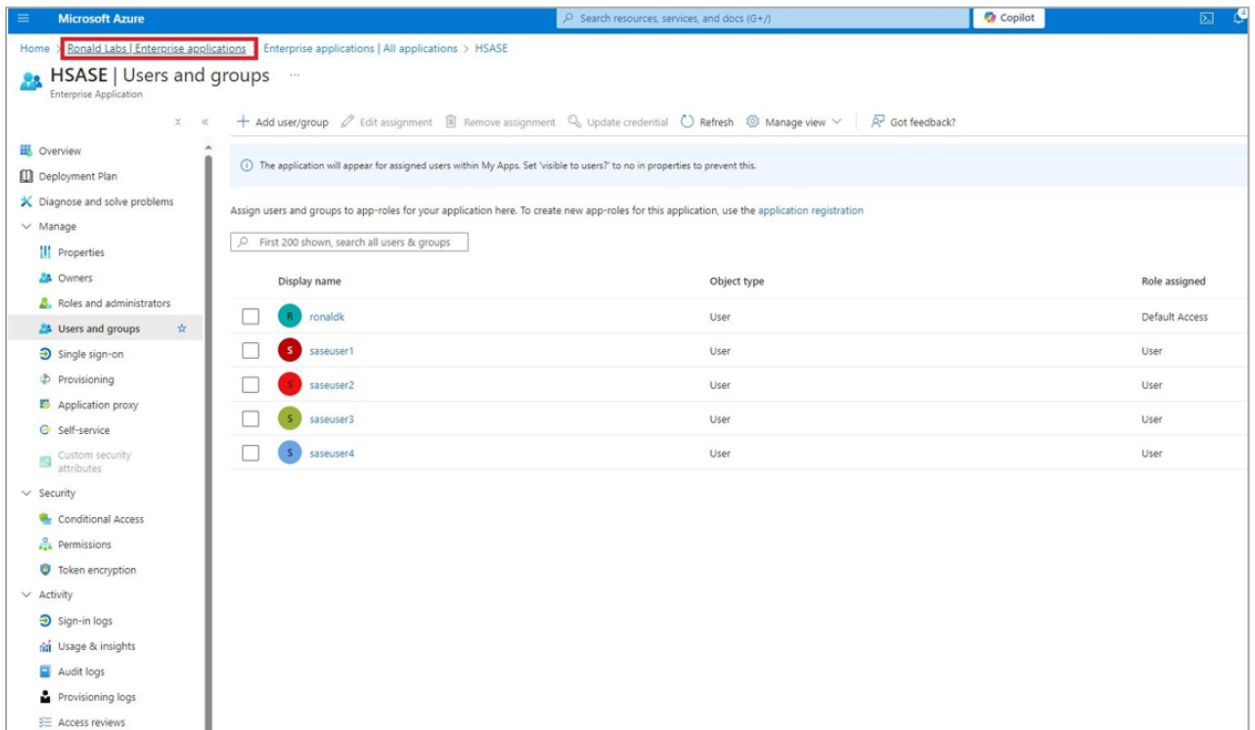 Microsoft Azure
Search resources, services, and docs (G+/)
Copilot
4
Home > Ronald Labs | Enterprise applications > Enterprise applications | All applications > HSASE
HSASE | Users and groups ...
Enterprise Application
Add user/group
Edit assignment
Remove assignment
Update credential
Refresh
Manage view
Got feedback?
Overview
Deployment Plan
Diagnose and solve problems
Manage
Properties
Owners
Roles and administrators
Users and groups
Single sign-on
Provisioning
Application proxy
Self-service
Custom security
attributes
Security
Conditional Access
Permissions
Token encryption
Activity
Sign-in logs
Usage & insights
Audit logs
Provisioning logs
Access reviews
The application will appear for assigned users within My Apps. Set 'visible to users?' to no in properties to prevent this.
Assign users and groups to app-roles for your application here. To create new app-roles for this application, use the application registration
First 200 shown, search all users & groups
Display name Object type Role assigned
R ronaldk User Default Access
S saseuser1 User User
S saseuser2 User User
S saseuser3 User User
S saseuser4 User User